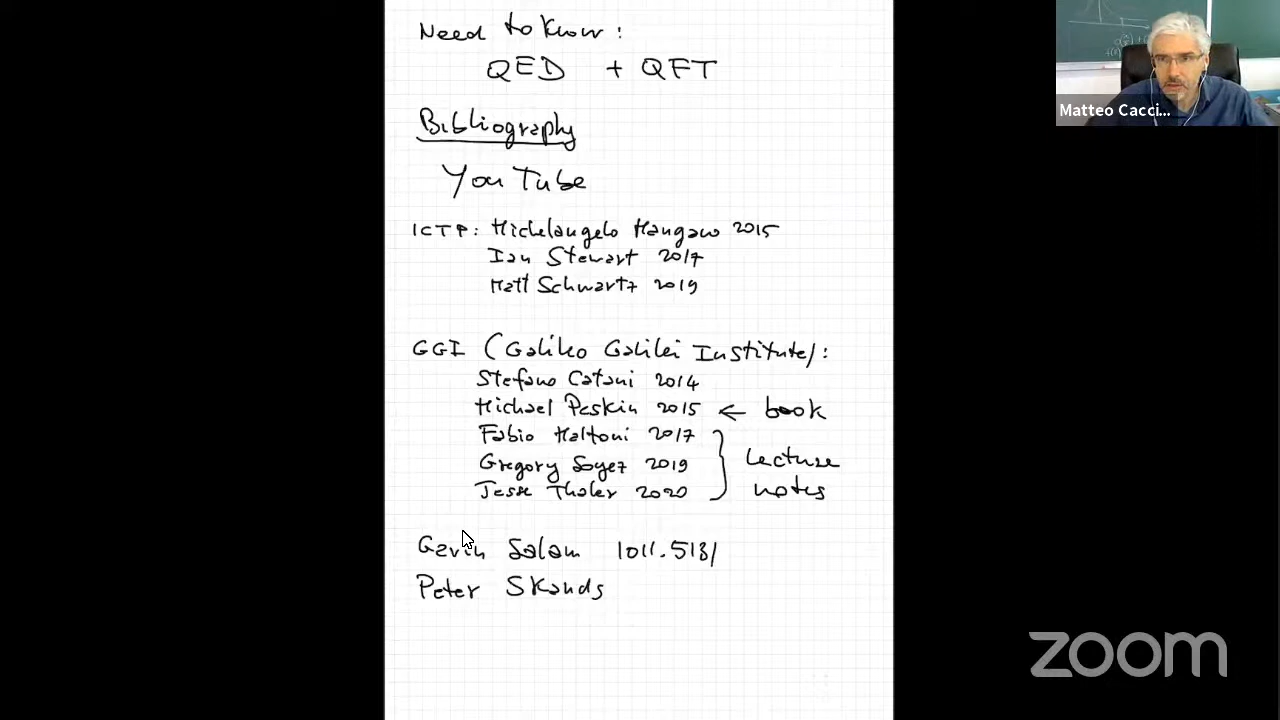 Need to know:
QED + QFT
Bibliography
YouTube
ICTP: Michelangelo Mangano 2015
Ian Stewart 2017
Matt Schwartz 2019
GGI (Galileo Galilei Institute):
Stefano Catani 2014
Michael Peskin 2015 ← book
Fabio Maltoni 2017
Gregory Soyez 2019
Jesse Thaler 2020
Lecture
notes
Gavin Salam 1011.5131
Peter Skands
Matteo Cacci...
zoom